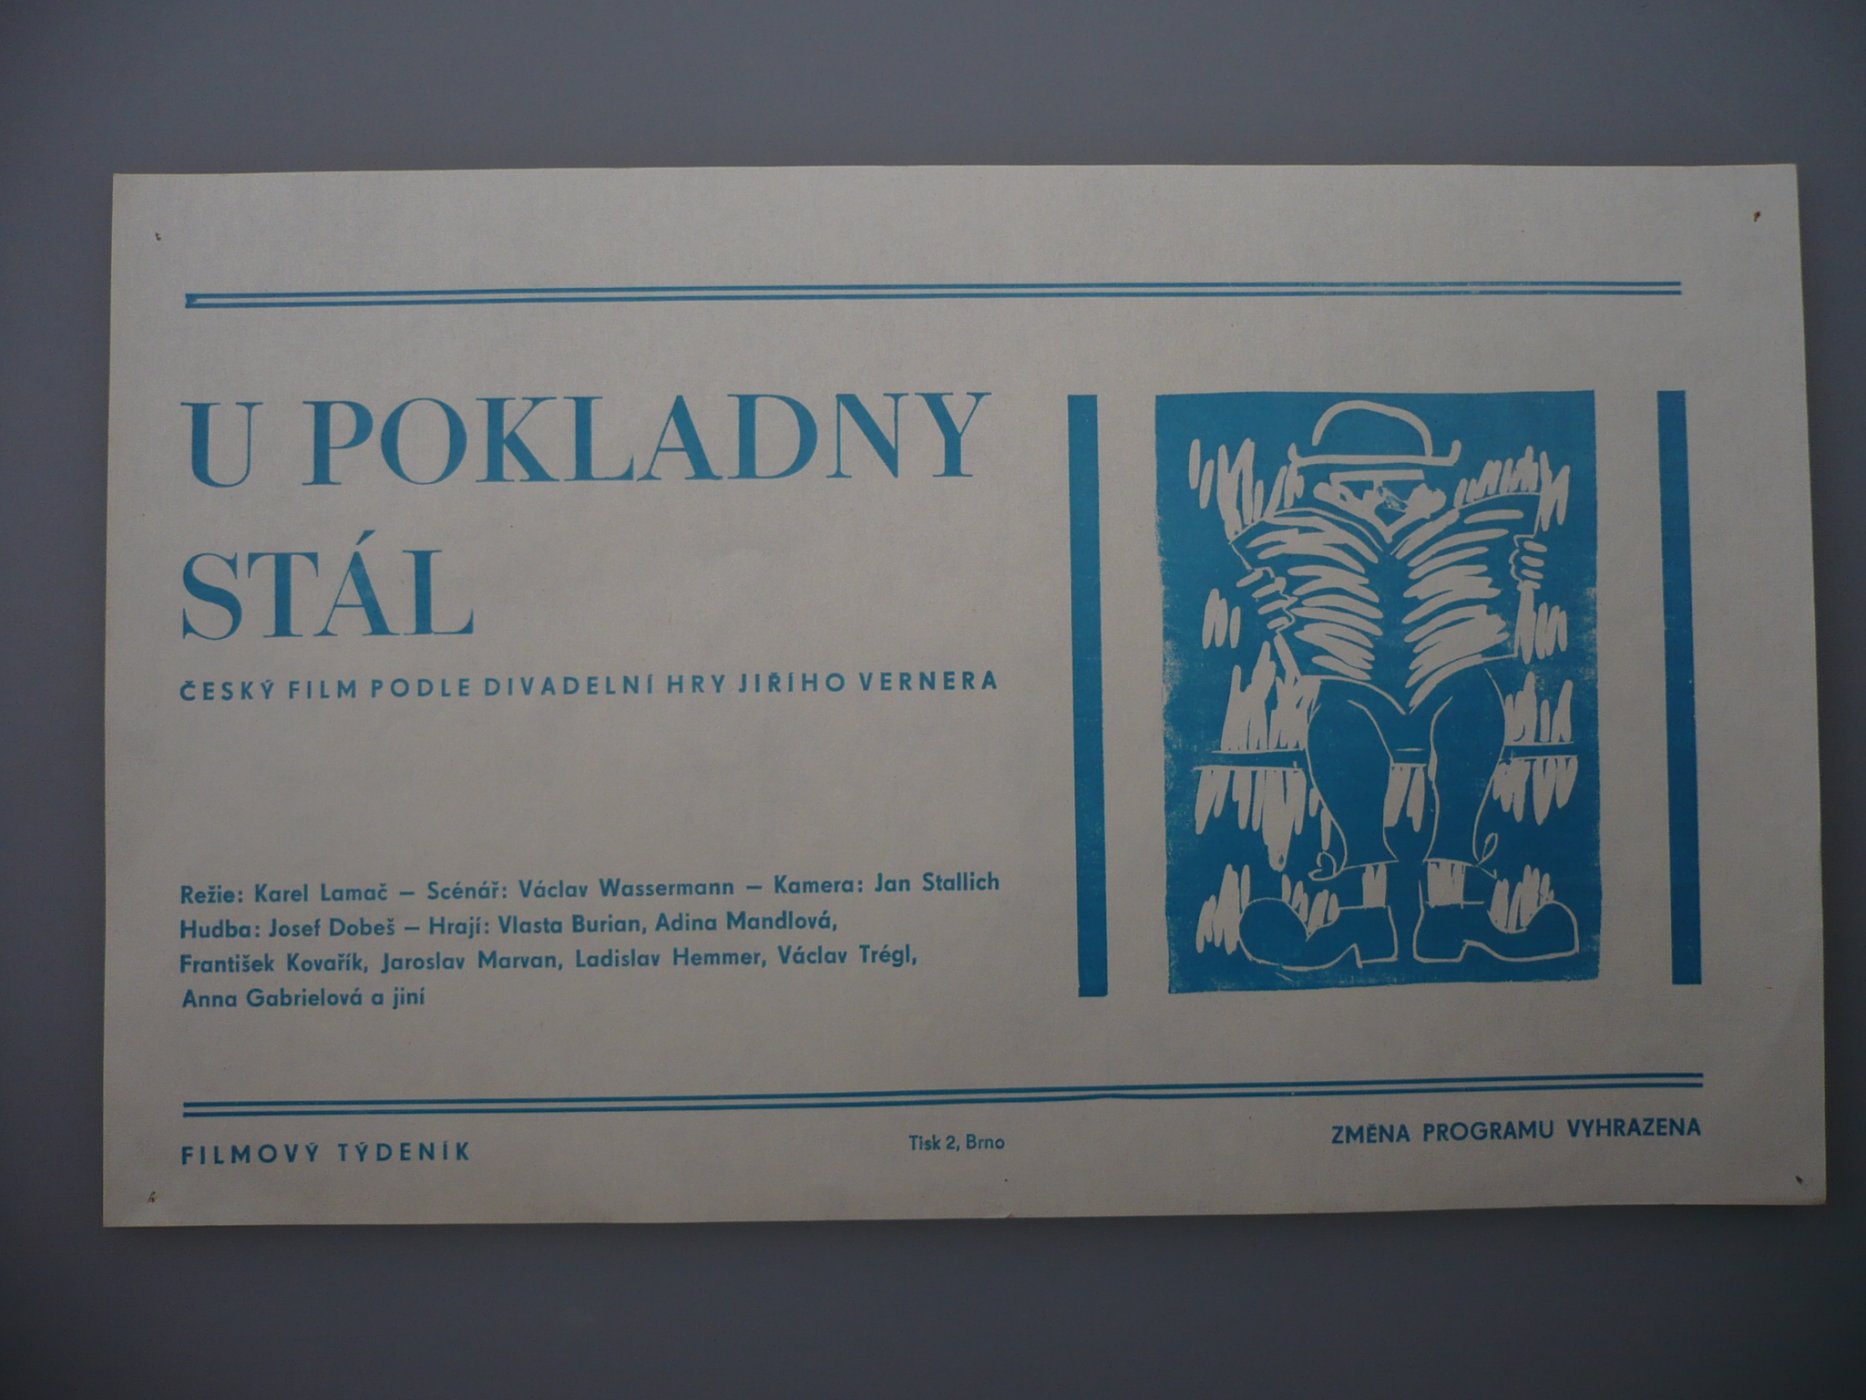 U POKLADNY
STÁL
ČESKÝ FILM PODLE DIVADELNÍ HRY JIŘÍHO VERNERA
Režie: Karel Lamač — Scénář: Václav Wassermann — Kamera: Jan Stallich
Hudba: Josef Dobeš — Hrají: Vlasta Burian, Adina Mandlová,
František Kovařík, Jaroslav Marvan, Ladislav Hemmer, Václav Trégl,
Anna Gabrielová a jiní
FILMOVÝ TÝDENÍK
Tisk 2, Brno
ZMĚNA PROGRAMU VYHRAZENA